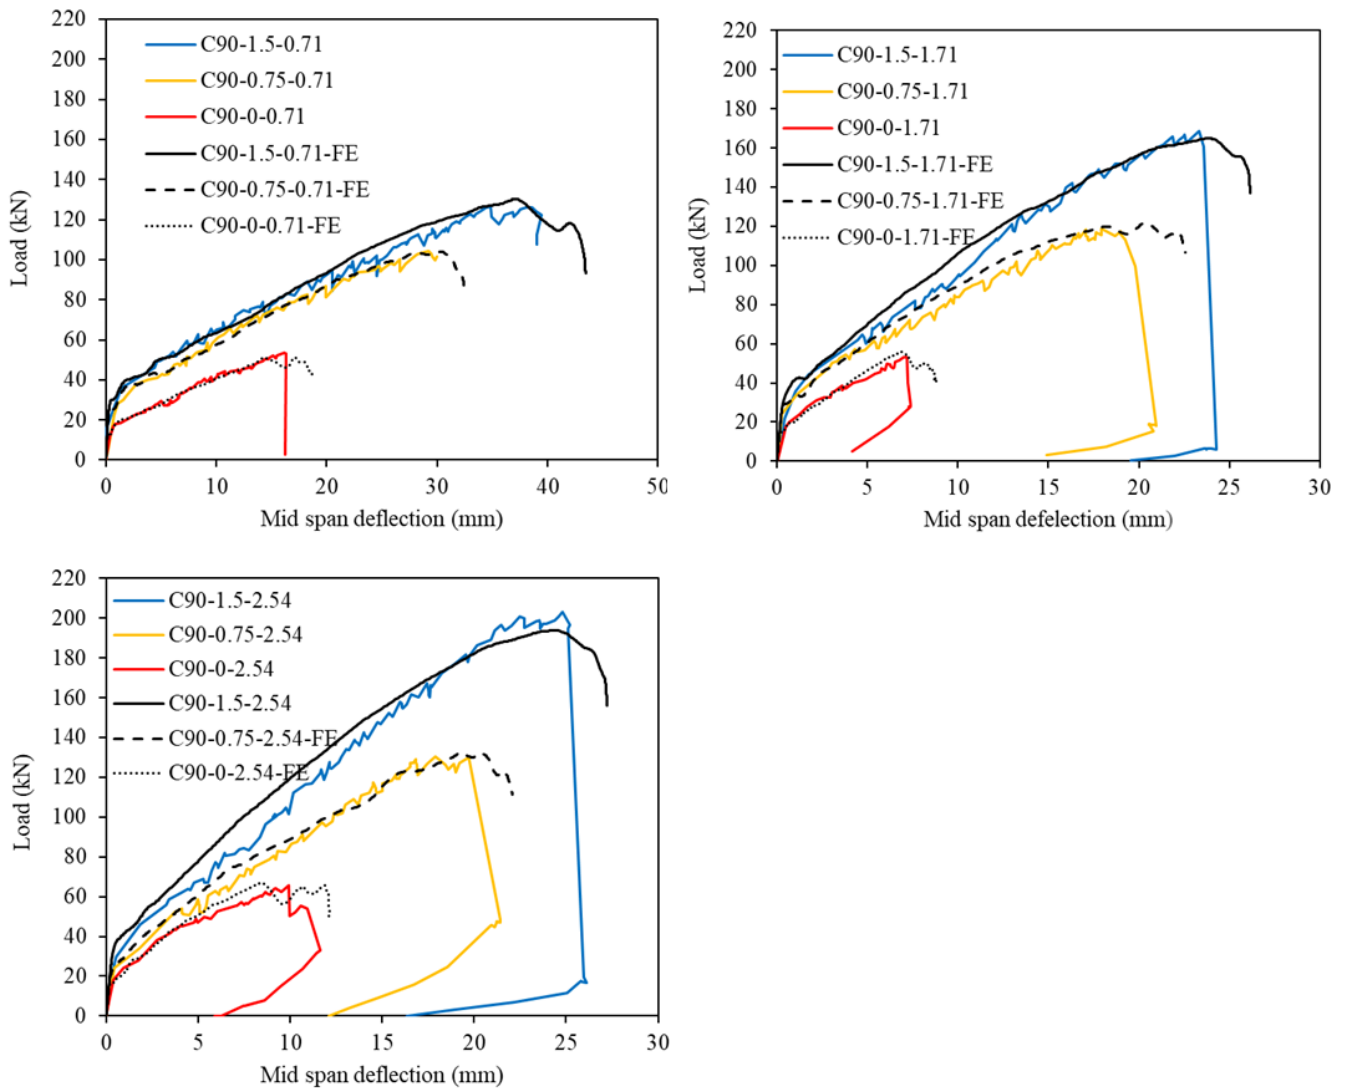 220
200
180
160
140
120
100
80
60
40
20
0
Load (kN)
C90-1.5-0.71
C90-0.75-0.71
C90-0-0.71
C90-1.5-0.71-FE
C90-0.75-0.71-FE
C90-0-0.71-FE
0 10 20 30 40 50
Mid span deflection (mm)
220
200
180
160
140
120
100
80
60
40
20
0
Load (kN)
C90-1.5-1.71
C90-0.75-1.71
C90-0-1.71
C90-1.5-1.71-FE
C90-0.75-1.71-FE
C90-0-1.71-FE
0 5 10 15 20 25 30
Mid span defelection (mm)
220
200
180
160
140
120
100
80
60
40
20
0
Load (kN)
C90-1.5-2.54
C90-0.75-2.54
C90-0-2.54
C90-1.5-2.54
C90-0.75-2.54-FE
C90-0-2.54-FE
0 5 10 15 20 25 30
Mid span deflection (mm)